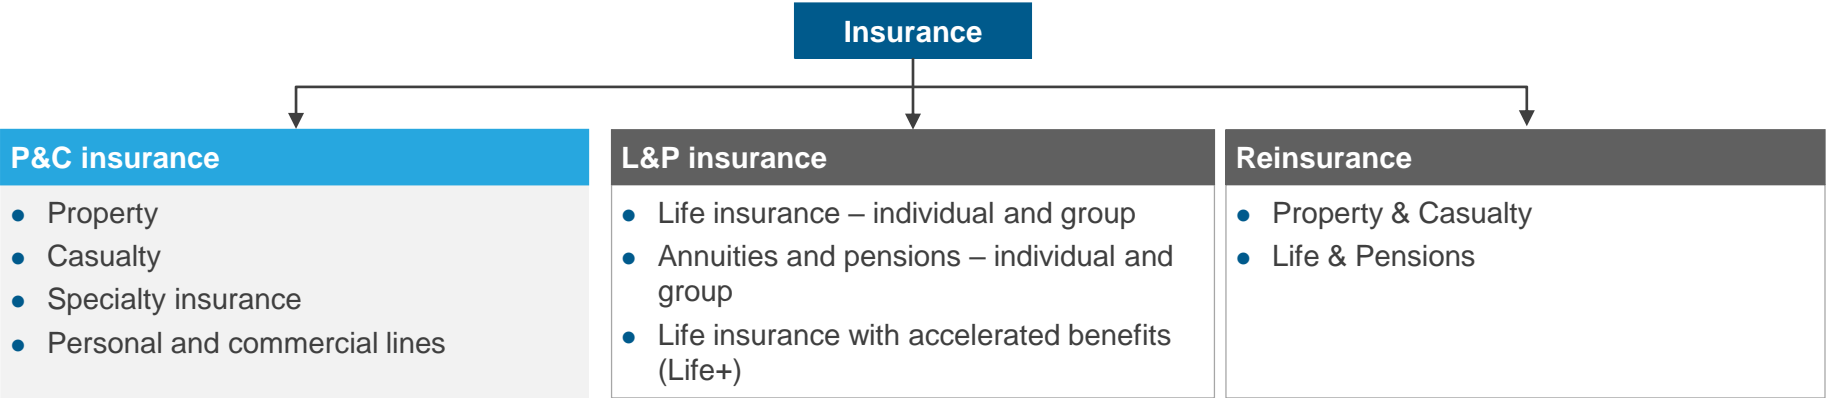 Insurance
P&C insurance
● Property
● Casualty
● Specialty insurance
● Personal and commercial lines
L&P insurance
● Life insurance – individual and group
● Annuities and pensions – individual and
group
● Life insurance with accelerated benefits
(Life+)
Reinsurance
● Property & Casualty
● Life & Pensions